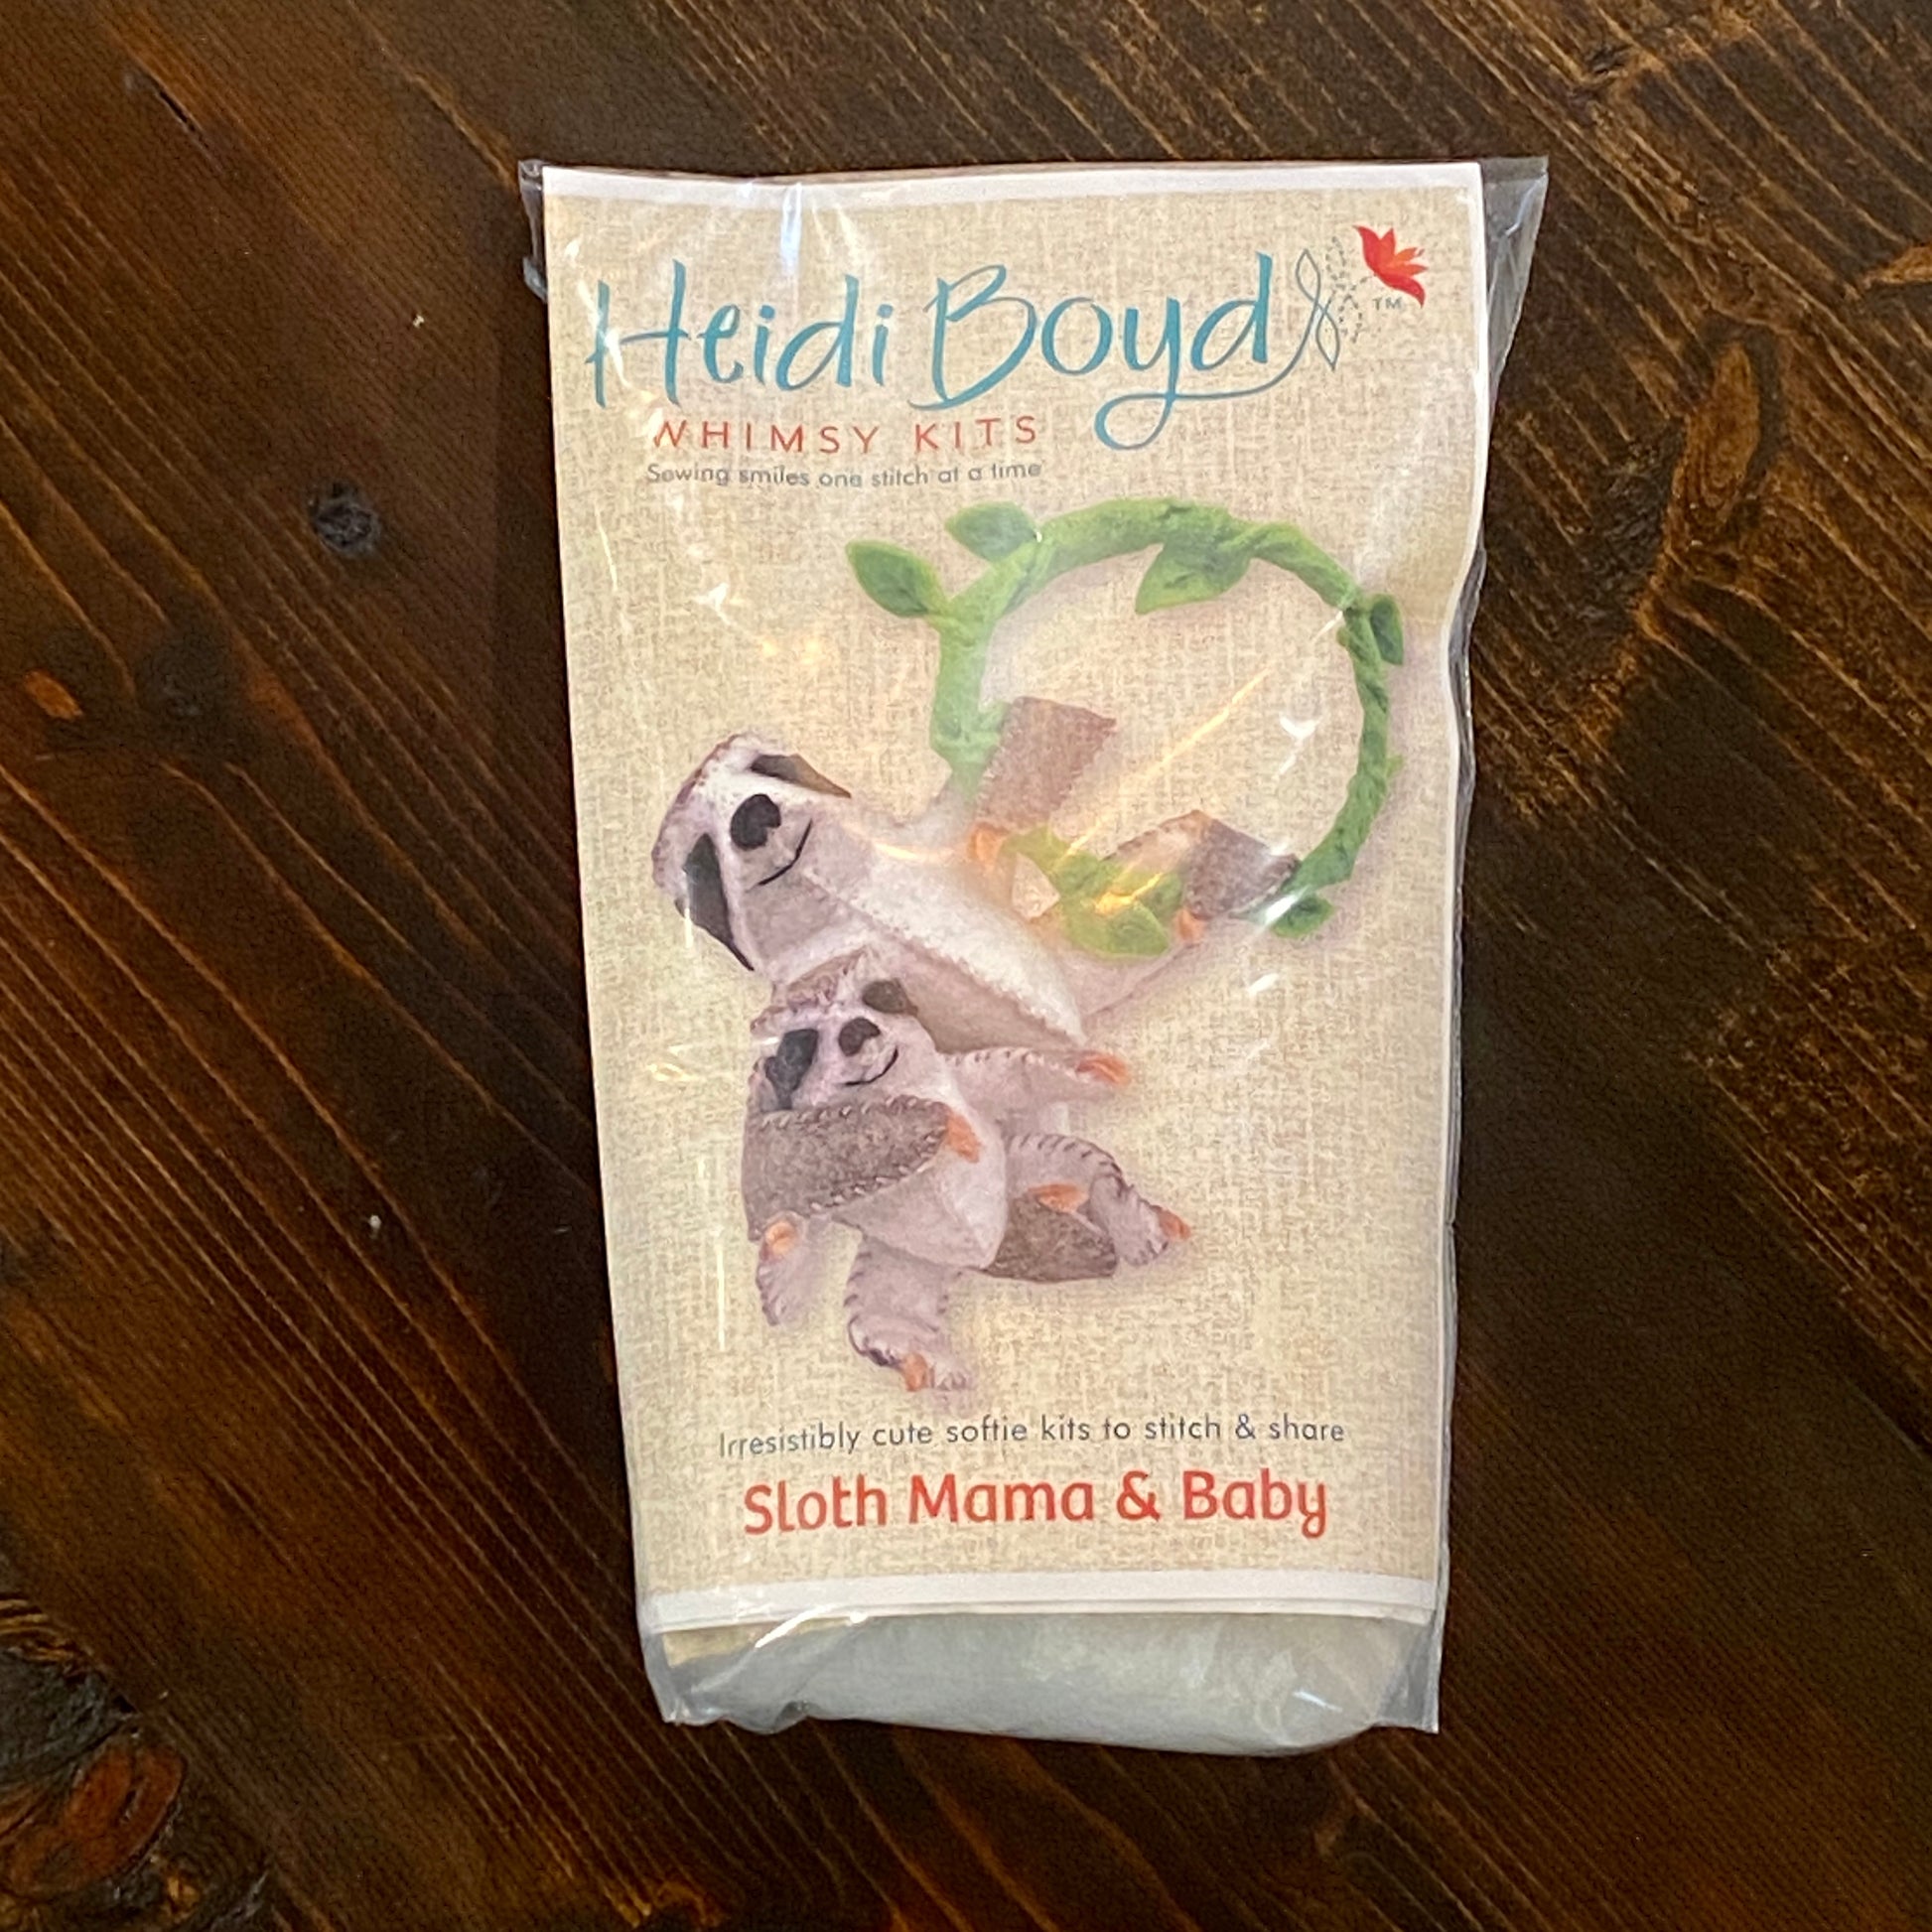 Heidi Boyd
TM
WHIMSY KITS
Sewing smiles one stitch at a time
Irresistibly cute softie kits to stitch & share
Sloth Mama & Baby